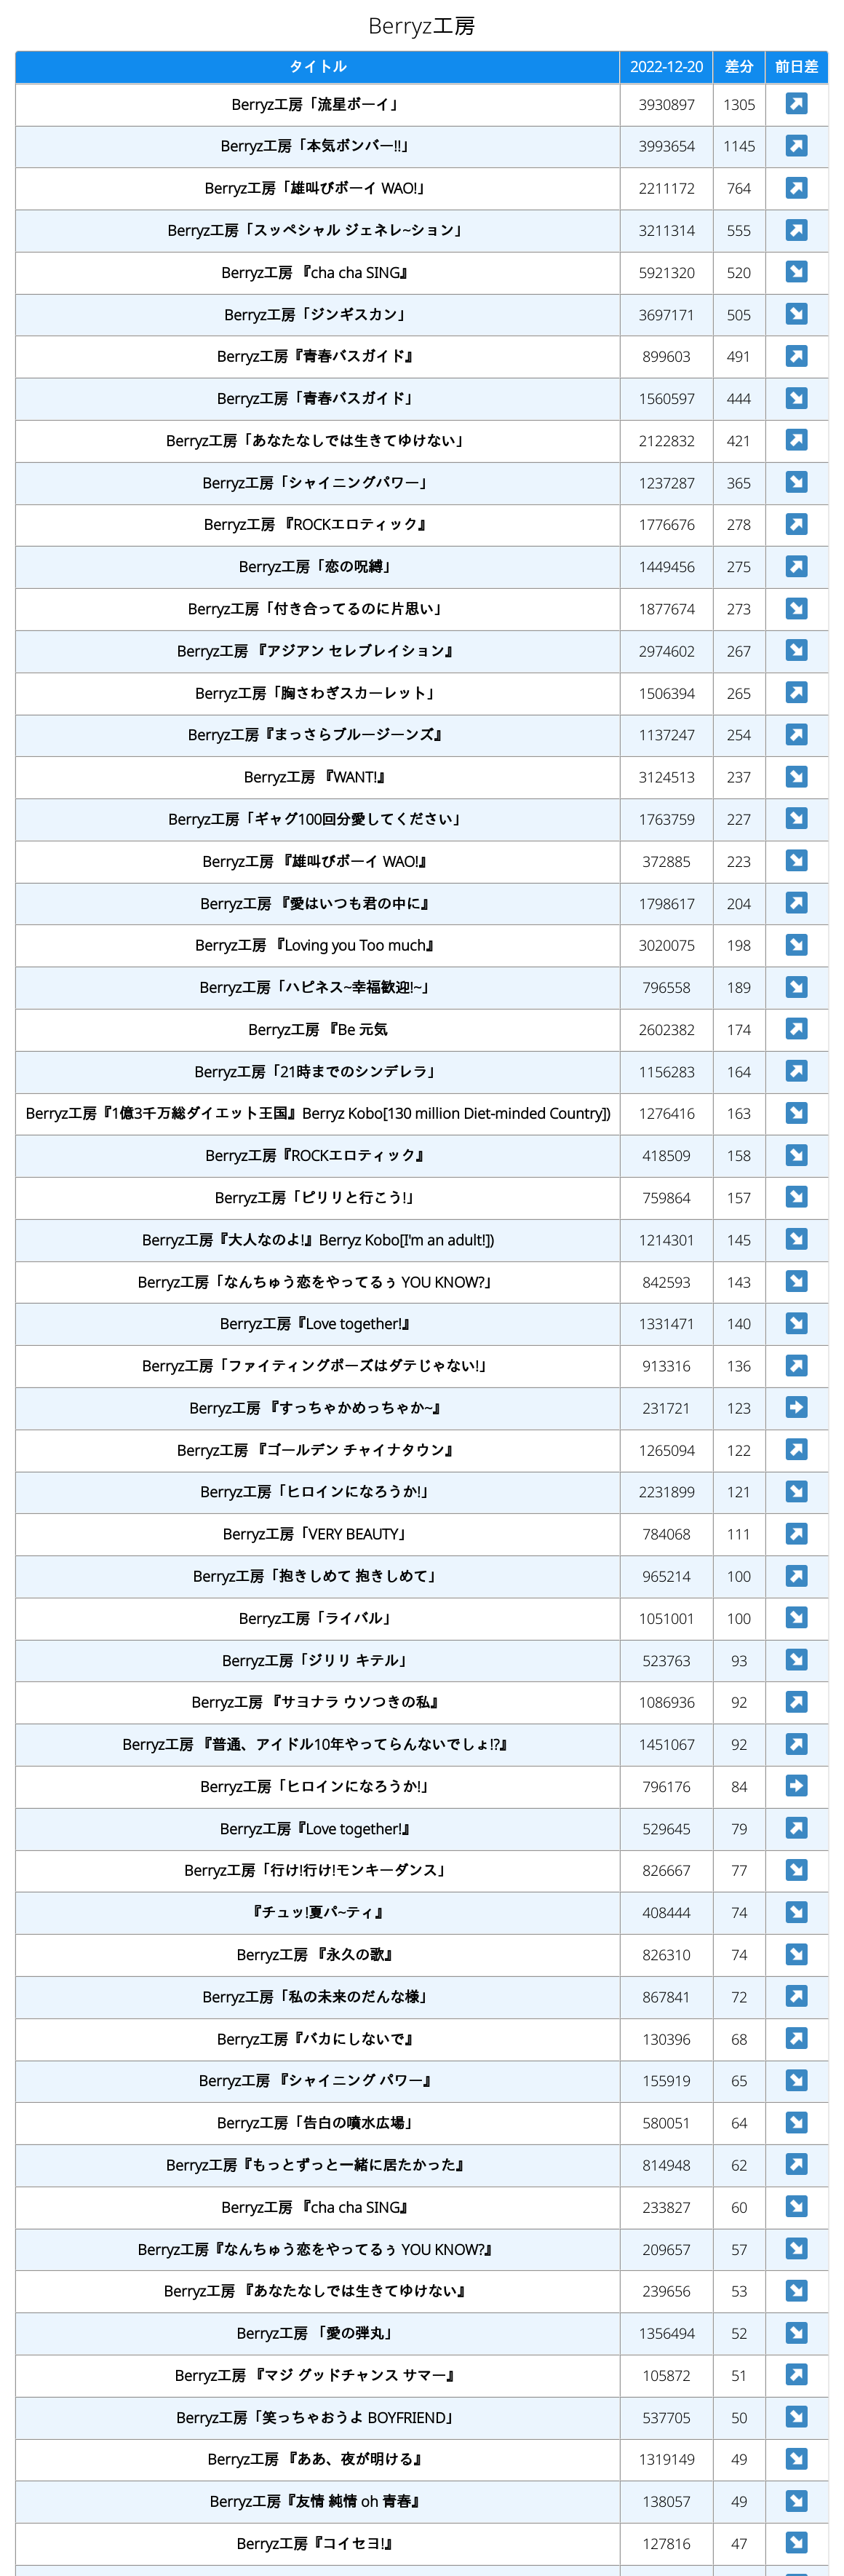 Berryz工房
タイトル 2022-12-20 差分 前日差
Berryz工房「流星ボーイ」 3930897 1305 ↗
Berryz工房「本気ボンバー!!」 3993654 1145 ↗
Berryz工房「雄叫びボーイ WAO!」 2211172 764 ↗
Berryz工房「スッペシャル ジェネレ~ション」 3211314 555 ↗
Berryz工房 『cha cha SING』 5921320 520 ↘
Berryz工房「ジンギスカン」 3697171 505 ↘
Berryz工房『青春バスガイド』 899603 491 ↗
Berryz工房「青春バスガイド」 1560597 444 ↘
Berryz工房「あなたなしでは生きてゆけない」 2122832 421 ↗
Berryz工房「シャイニングパワー」 1237287 365 ↘
Berryz工房 『ROCKエロティック』 1776676 278 ↗
Berryz工房「恋の呪縛」 1449456 275 ↗
Berryz工房「付き合ってるのに片思い」 1877674 273 ↘
Berryz工房 『アジアン セレブレイション』 2974602 267 ↘
Berryz工房「胸さわぎスカーレット」 1506394 265 ↗
Berryz工房『まっさらブルージーンズ』 1137247 254 ↗
Berryz工房 『WANT!』 3124513 237 ↘
Berryz工房「ギャグ100回分愛してください」 1763759 227 ↘
Berryz工房 『雄叫びボーイ WAO!』 372885 223 ↘
Berryz工房 『愛はいつも君の中に』 1798617 204 ↗
Berryz工房 『Loving you Too much』 3020075 198 ↘
Berryz工房「ハピネス~幸福歓迎!~」 796558 189 ↘
Berryz工房 『Be 元気 2602382 174 ↗
Berryz工房「21時までのシンデレラ」 1156283 164 ↗
Berryz工房『1億3千万総ダイエット王国』Berryz Kobo[130 million Diet-minded Country]) 1276416 163 ↘
Berryz工房『ROCKエロティック』 418509 158 ↘
Berryz工房「ピリリと行こう!」 759864 157 ↘
Berryz工房『大人なのよ!』Berryz Kobo[I'm an adult!]) 1214301 145 ↘
Berryz工房「なんちゅう恋をやってるぅ YOU KNOW?」 842593 143 ↘
Berryz工房『Love together!』 1331471 140 ↘
Berryz工房「ファイティングポーズはダテじゃない!」 913316 136 ↗
Berryz工房 『すっちゃかめっちゃか~』 231721 123 ➡
Berryz工房 『ゴールデン チャイナタウン』 1265094 122 ↗
Berryz工房「ヒロインになろうか!」 2231899 121 ↘
Berryz工房「VERY BEAUTY」 784068 111 ↗
Berryz工房「抱きしめて 抱きしめて」 965214 100 ↗
Berryz工房「ライバル」 1051001 100 ↘
Berryz工房「ジリリ キテル」 523763 93 ↘
Berryz工房 『サヨナラ ウソつきの私』 1086936 92 ↗
Berryz工房 『普通、アイドル10年やってらんないでしょ!?』 1451067 92 ↗
Berryz工房「ヒロインになろうか!」 796176 84 ➡
Berryz工房『Love together!』 529645 79 ↗
Berryz工房「行け!行け!モンキーダンス」 826667 77 ↘
『チュッ!夏パ~ティ』 408444 74 ↘
Berryz工房 『永久の歌』 826310 74 ↘
Berryz工房「私の未来のだんな様」 867841 72 ↗
Berryz工房『バカにしないで』 130396 68 ↗
Berryz工房 『シャイニング パワー』 155919 65 ↘
Berryz工房「告白の噴水広場」 580051 64 ↘
Berryz工房『もっとずっと一緒に居たかった』 814948 62 ↗
Berryz工房 『cha cha SING』 233827 60 ↘
Berryz工房『なんちゅう恋をやってるぅ YOU KNOW?』 209657 57 ↘
Berryz工房 『あなたなしでは生きてゆけない』 239656 53 ↘
Berryz工房 「愛の弾丸」 1356494 52 ↘
Berryz工房 『マジ グッドチャンス サマー』 105872 51 ↗
Berryz工房「笑っちゃおうよ BOYFRIEND」 537705 50 ↘
Berryz工房 『ああ、夜が明ける』 1319149 49 ↘
Berryz工房『友情 純情 oh 青春』 138057 49 ↘
Berryz工房『コイセヨ!』 127816 47 ↘